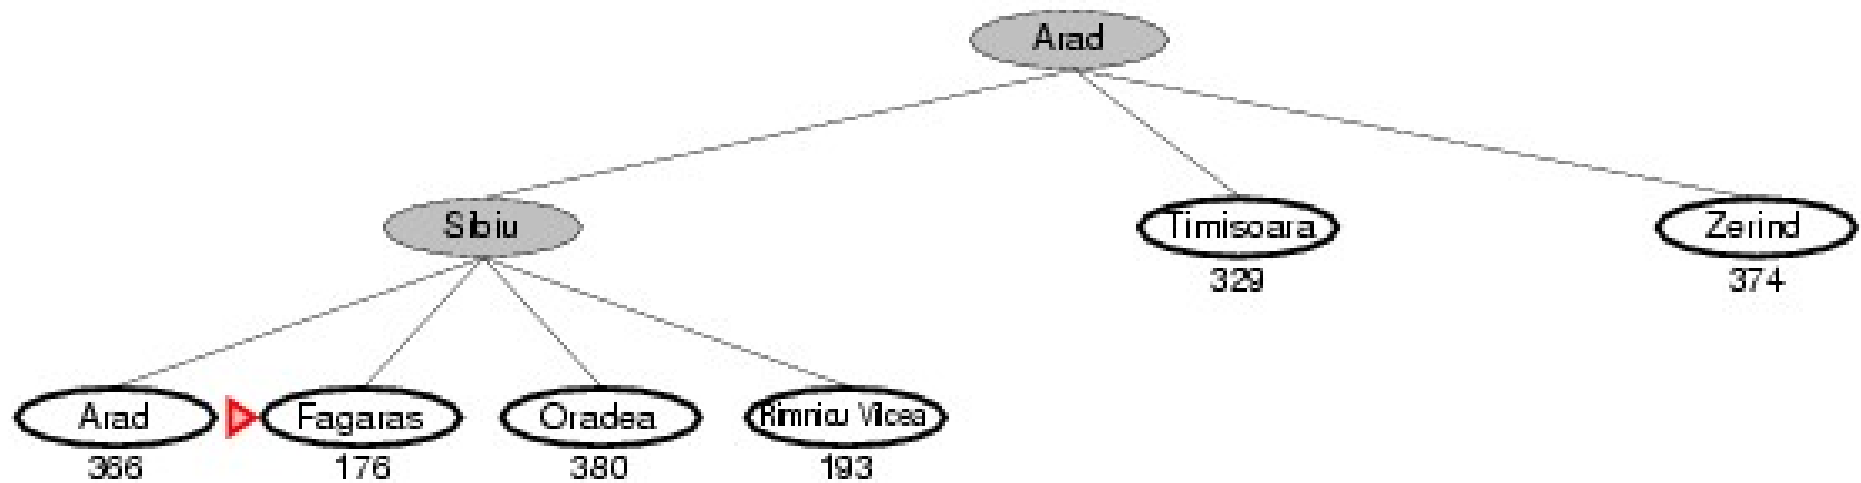 Arad
Sibiu
Timisoara
Zerind
329
374
Arad
Fagaras
Oradea
Rimnicu Vilcea
366
176
380
193